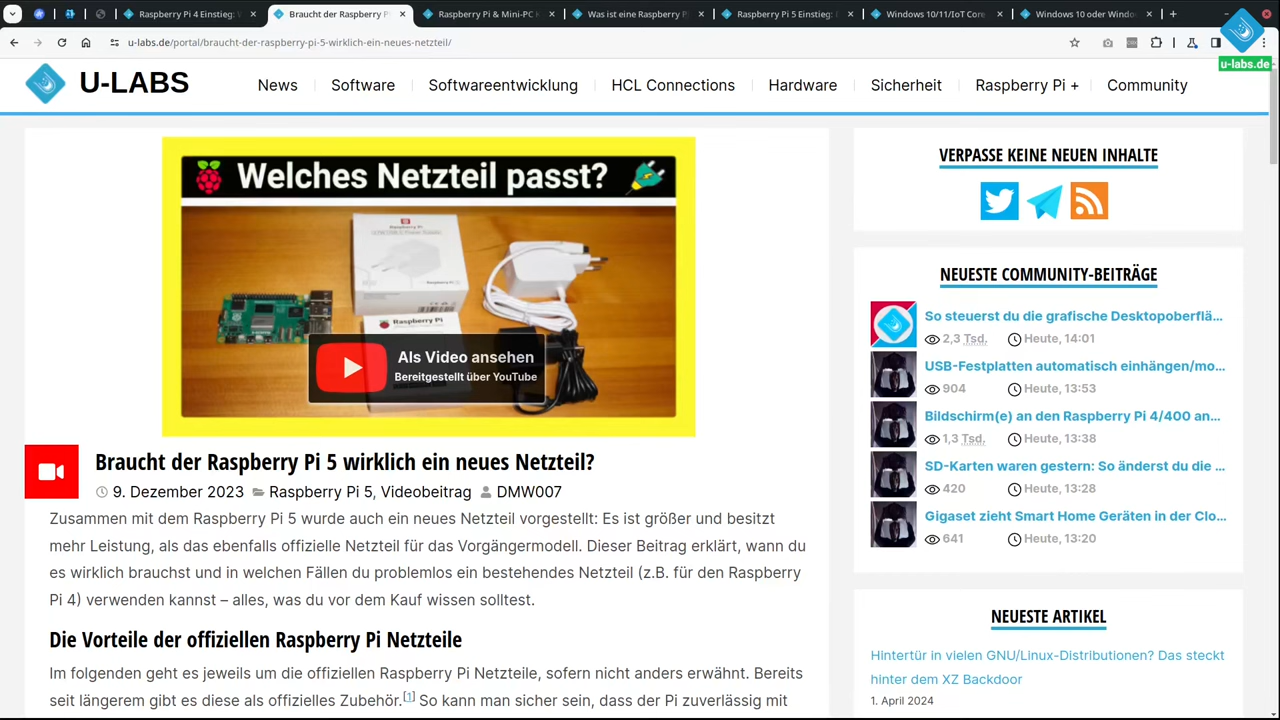 Raspberry Pi 4 Einstieg:
Braucht der Raspberry P
Raspberry Pi & Mini-PC
Was ist eine Raspberry P
Raspberry Pi 5 Einstieg:
Windows 10/11/IoT Core
Windows 10 oder Windo
u-labs.de/portal/braucht-der-raspberry-pi-5-wirklich-ein-neues-netzteil/
u-labs.de
U-LABS
News
Software
Softwareentwicklung
HCL Connections
Hardware
Sicherheit
Raspberry Pi +
Community
Welches Netzteil passt?
Raspberry Pi
Als Video ansehen
Bereitgestellt über YouTube
Braucht der Raspberry Pi 5 wirklich ein neues Netzteil?
9. Dezember 2023 Raspberry Pi 5, Videobeitrag DMW007
Zusammen mit dem Raspberry Pi 5 wurde auch ein neues Netzteil vorgestellt: Es ist größer und besitzt
mehr Leistung, als das ebenfalls offizielle Netzteil für das Vorgängermodell. Dieser Beitrag erklärt, wann du
es wirklich brauchst und in welchen Fällen du problemlos ein bestehendes Netzteil (z.B. für den Raspberry
Pi 4) verwenden kannst – alles, was du vor dem Kauf wissen solltest.
Die Vorteile der offiziellen Raspberry Pi Netzteile
Im folgenden geht es jeweils um die offiziellen Raspberry Pi Netzteile, sofern nicht anders erwähnt. Bereits
seit längerem gibt es diese als offizielles Zubehör.[1] So kann man sicher sein, dass der Pi zuverlässig mit
VERPASSE KEINE NEUEN INHALTE
NEUESTE COMMUNITY-BEITRÄGE
So steuerst du die grafische Desktopoberflä...
2,3 Tsd. Heute, 14:01
USB-Festplatten automatisch einhängen/mo...
904 Heute, 13:53
Bildschirm(e) an den Raspberry Pi 4/400 an...
1,3 Tsd. Heute, 13:38
SD-Karten waren gestern: So änderst du die ...
420 Heute, 13:28
Gigaset zieht Smart Home Geräten in der Clo...
641 Heute, 13:20
NEUESTE ARTIKEL
Hintertür in vielen GNU/Linux-Distributionen? Das steckt
hinter dem XZ Backdoor
1. April 2024